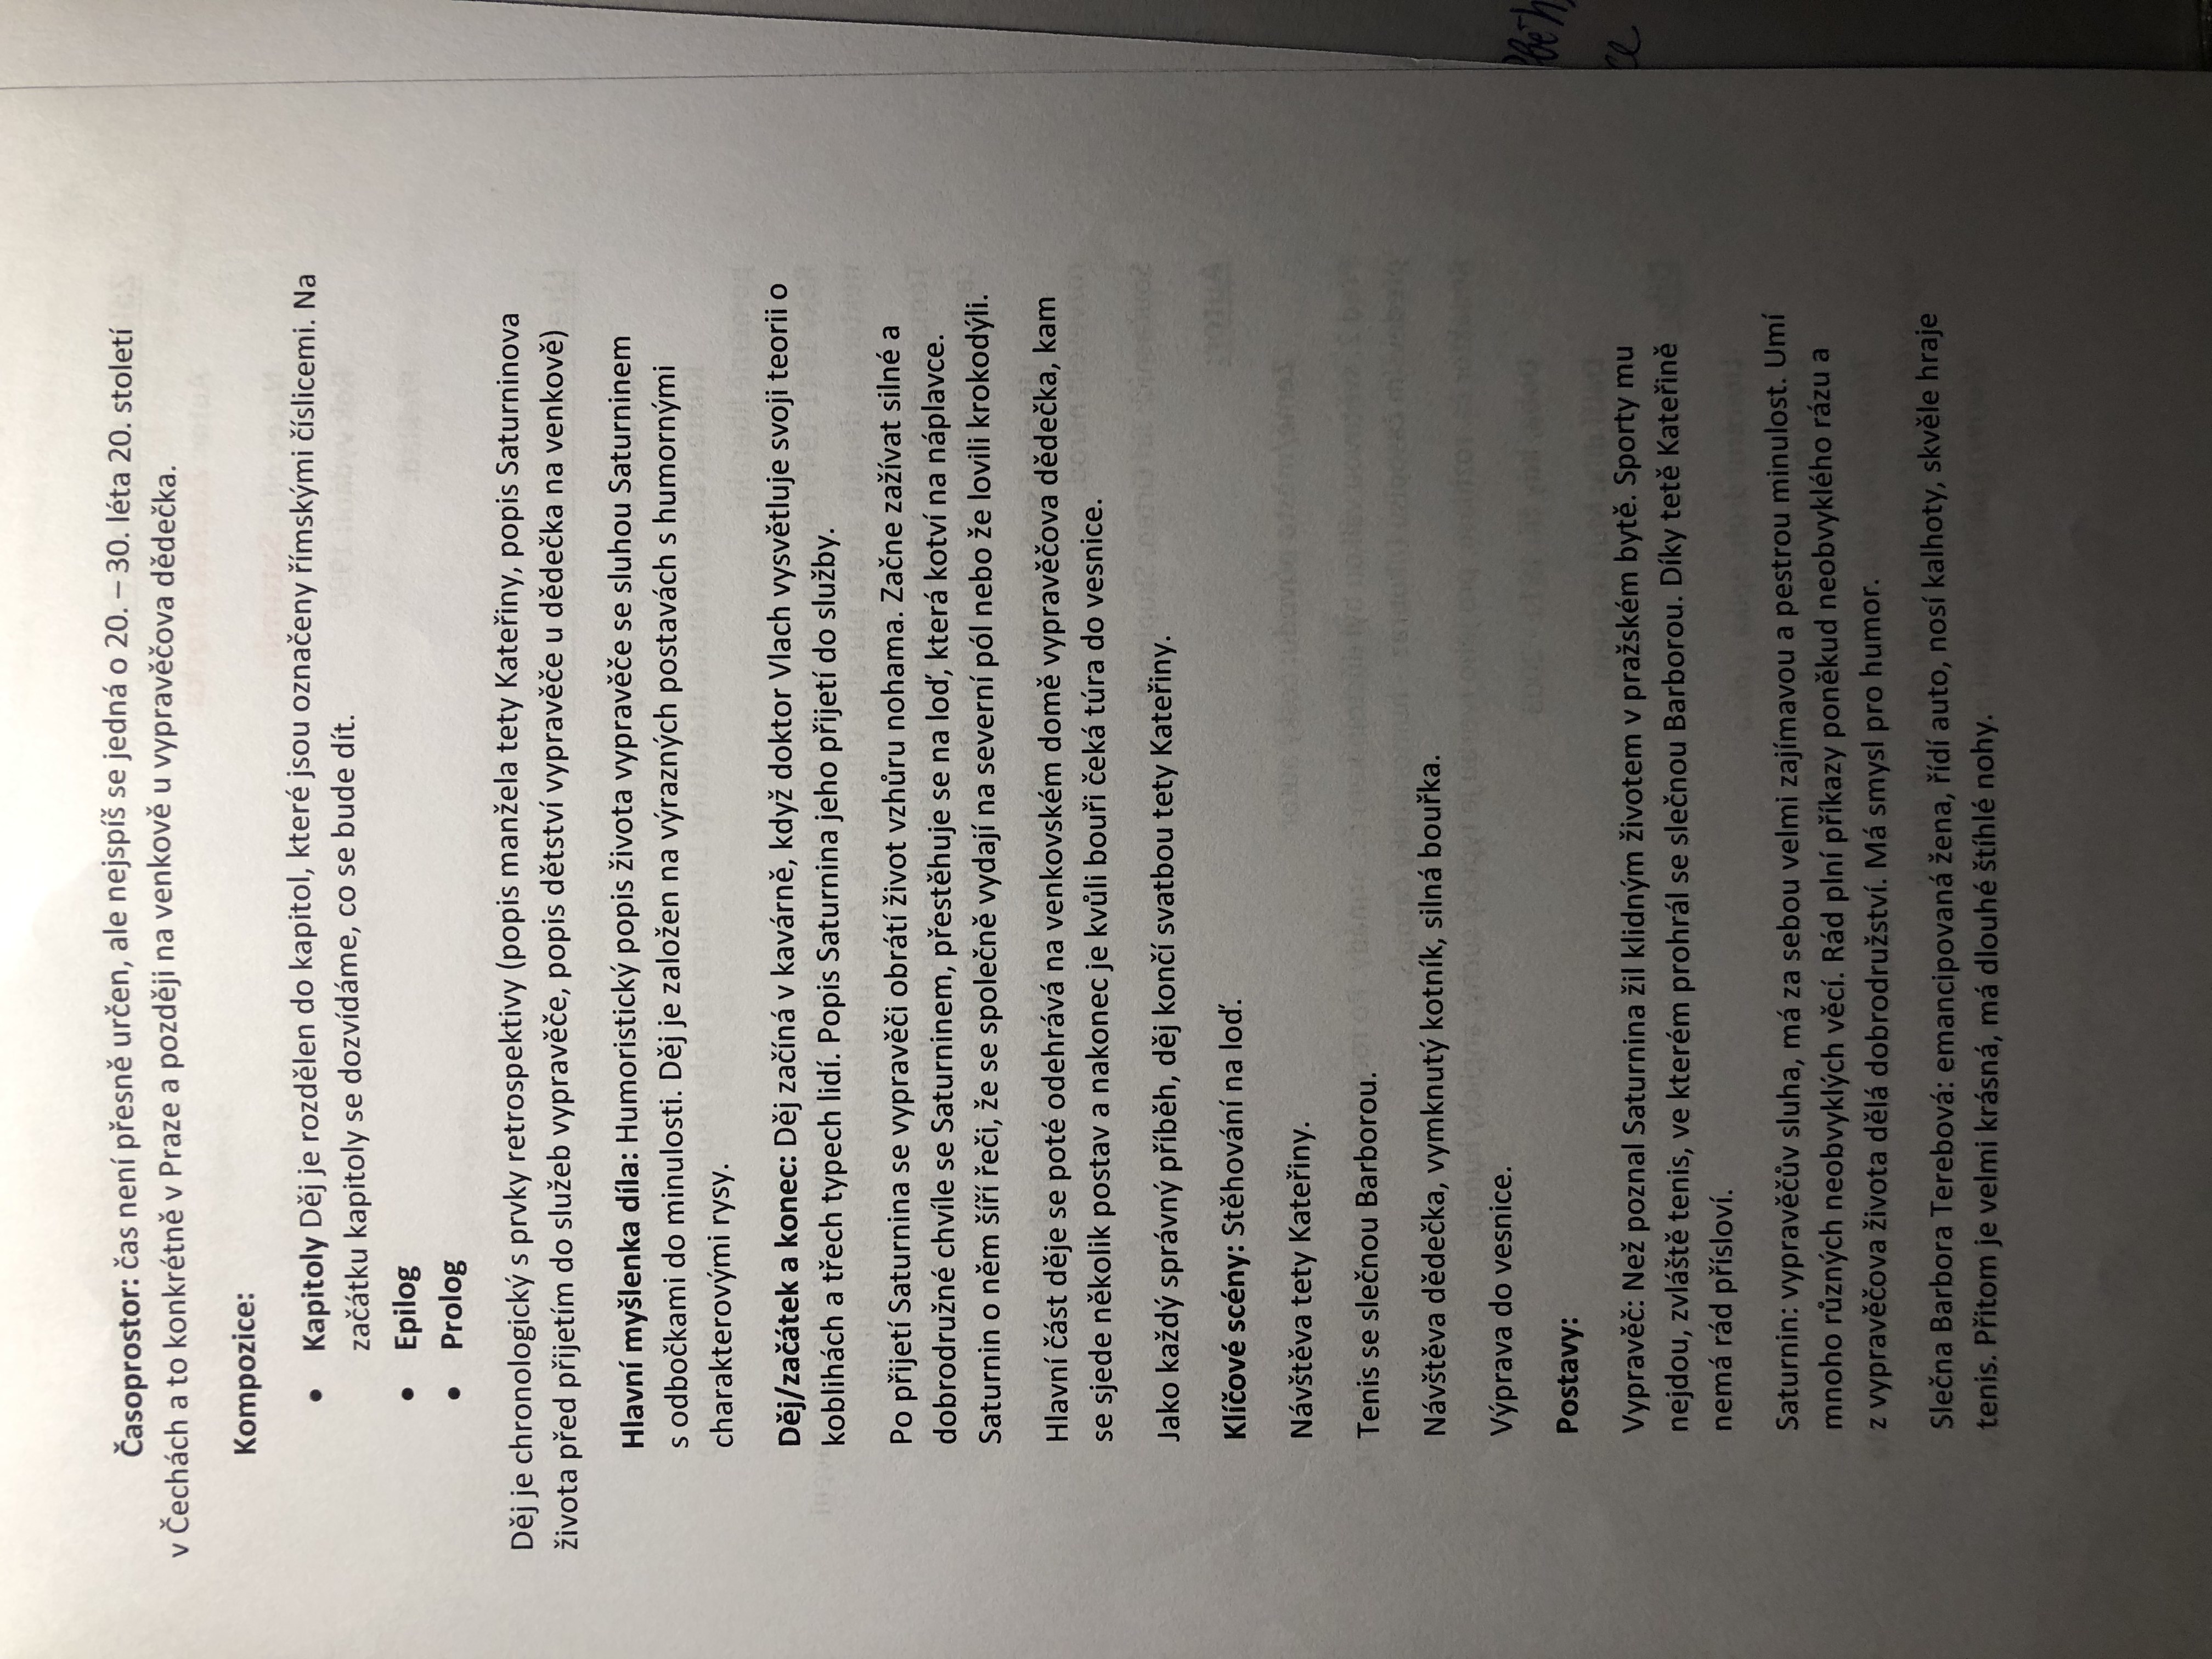 Časoprostor: čas není přesně určen, ale nejspíš se jedná o 20. – 30. léta 20. století
v Čechách a to konkrétně v Praze a později na venkově u vypravěčova dědečka.
Kompozice:
• Kapitoly Děj je rozdělen do kapitol, které jsou označeny římskými číslicemi. Na
začátku kapitoly se dozvídáme, co se bude dít.
• Epilog
• Prolog
Děj je chronologický s prvky retrospektivy (popis manžela tety Kateřiny, popis Saturninova
života před přijetím do služeb vypravěče, popis dětství vypravěče u dědečka na venkově)
Hlavní myšlenka díla: Humoristický popis života vypravěče se sluhou Saturninem
s odbočkami do minulosti. Děj je založen na výrazných postavách s humornými
charakterovými rysy.
Děj/začátek a konec: Děj začíná v kavárně, když doktor Vlach vysvětluje svoji teorii o
koblihách a třech typech lidí. Popis Saturnina jeho přijetí do služby.
Po přijetí Saturnina se vypravěči obrátí život vzhůru nohama. Začne zažívat silné a
dobrodružné chvíle se Saturninem, přestěhuje se na loď, která kotví na náplavce.
Saturnin o něm šíří řeči, že se společně vydají na severní pól nebo že lovili krokodýli.
Hlavní část děje se poté odehrává na venkovském domě vypravěčova dědečka, kam
se sjede několik postav a nakonec je kvůli bouři čeká túra do vesnice.
Jako každý správný příběh, děj končí svatbou tety Kateřiny.
Klíčové scény: Stěhování na loď.
Návštěva tety Kateřiny.
Tenis se slečnou Barborou.
Návštěva dědečka, vymknutý kotník, silná bouřka.
Výprava do vesnice.
Postavy:
Vypravěč: Než poznal Saturnina žil klidným životem v pražském bytě. Sporty mu
nejdou, zvláště tenis, ve kterém prohrál se slečnou Barborou. Díky tetě Kateřině
nemá rád přísloví.
Saturnin: vypravěčův sluha, má za sebou velmi zajímavou a pestrou minulost. Umí
mnoho různých neobvyklých věcí. Rád plní příkazy poněkud neobvyklého rázu a
z vypravěčova života dělá dobrodružství. Má smysl pro humor.
Slečna Barbora Terebová: emancipovaná žena, řídí auto, nosí kalhoty, skvěle hraje
tenis. Přitom je velmi krásná, má dlouhé štíhlé nohy.